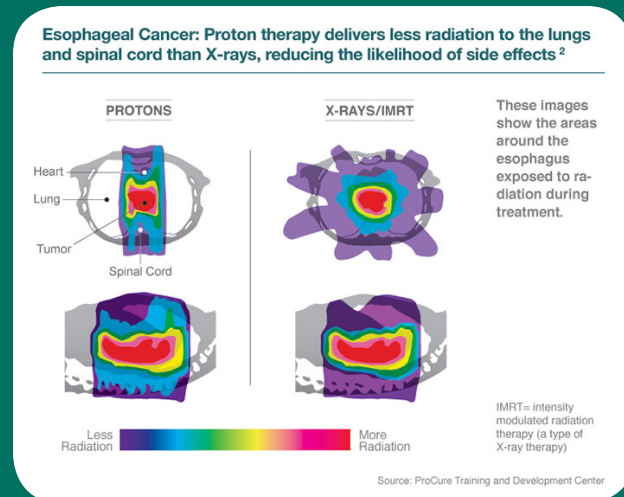 Esophageal Cancer: Proton therapy delivers less radiation to the lungs
and spinal cord than X-rays, reducing the likelihood of side effects ²
PROTONS
Heart
Lung
Tumor
Spinal Cord
X-RAYS/IMRT
These images
show the areas
around the
esophagus
exposed to ra-
diation during
treatment.
Less
Radiation
More
Radiation
IMRT= intensity
modulated radiation
therapy (a type of
X-ray therapy)
Source: ProCure Training and Development Center